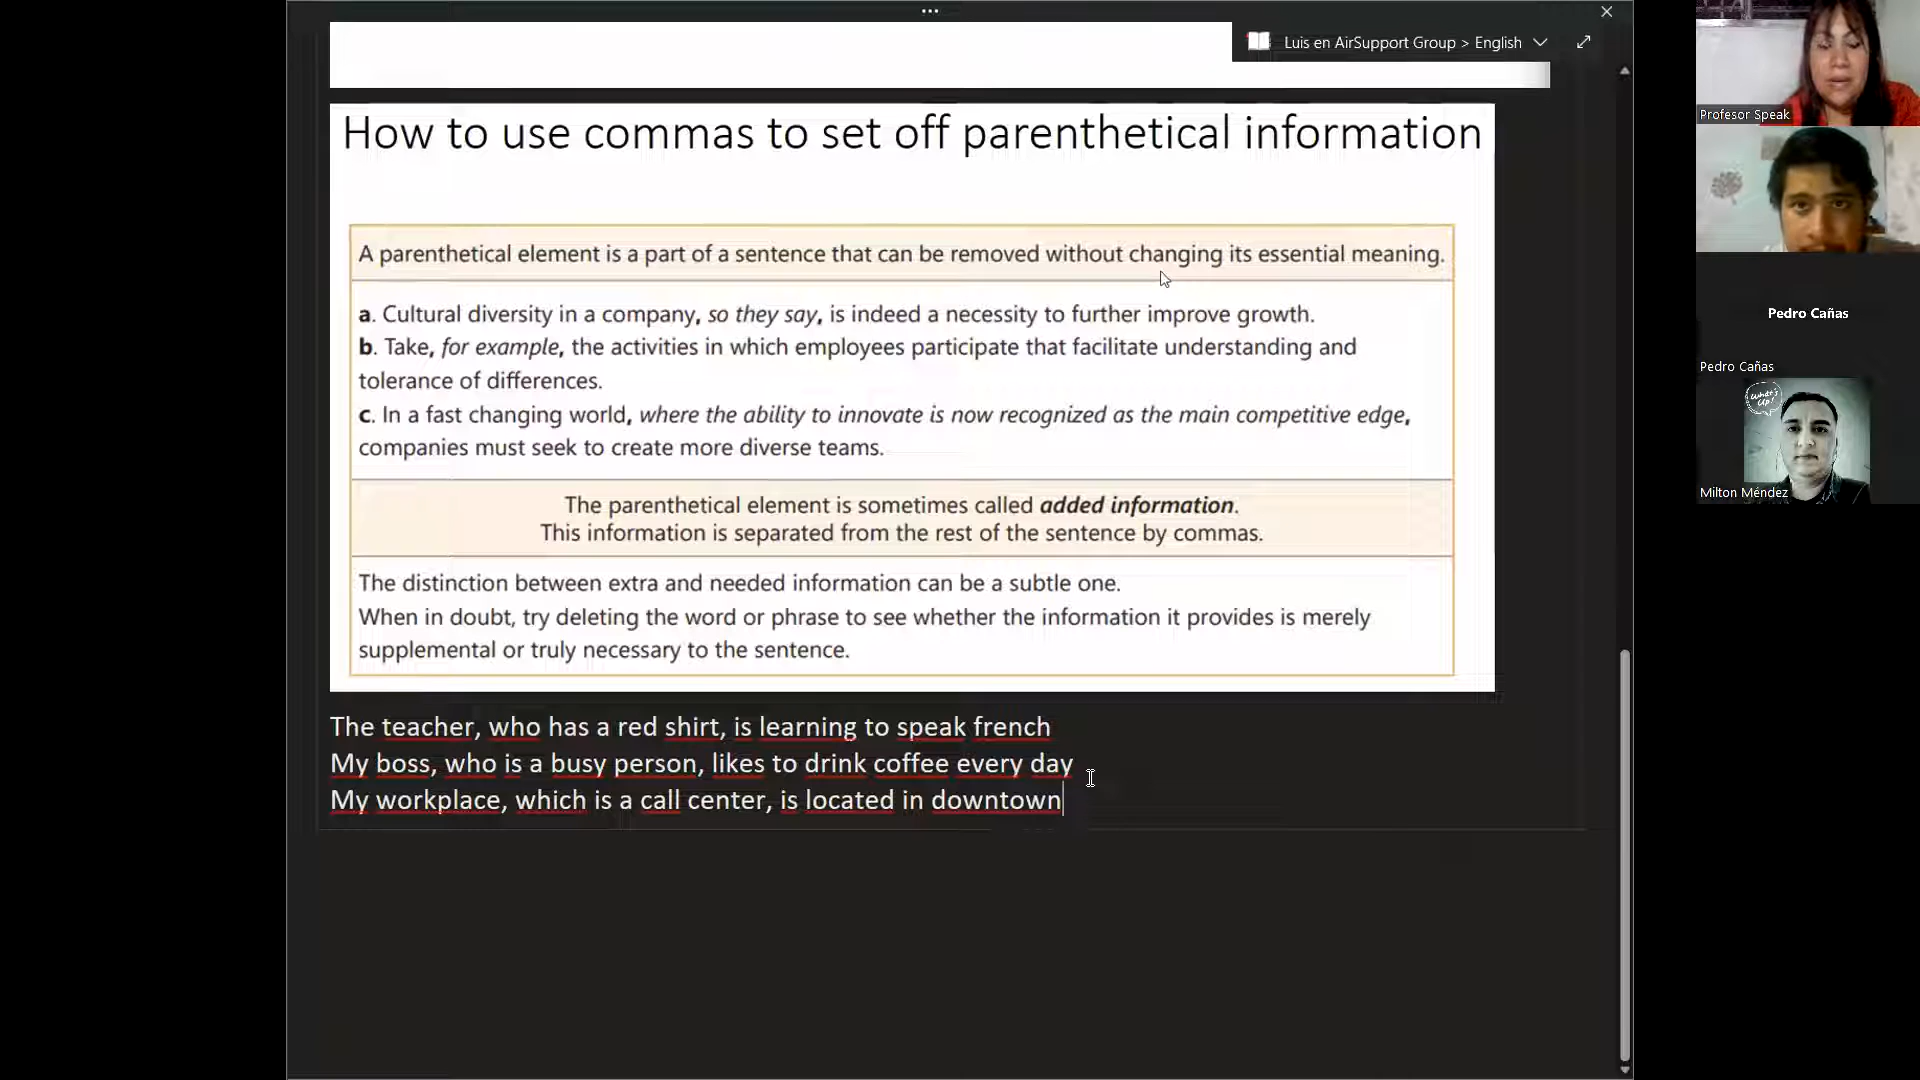 Luis en AirSupport Group > English
How to use commas to set off parenthetical information
A parenthetical element is a part of a sentence that can be removed without changing its essential meaning.
a. Cultural diversity in a company, so they say, is indeed a necessity to further improve growth.
b. Take, for example, the activities in which employees participate that facilitate understanding and
tolerance of differences.
c. In a fast changing world, where the ability to innovate is now recognized as the main competitive edge,
companies must seek to create more diverse teams.
The parenthetical element is sometimes called added information.
This information is separated from the rest of the sentence by commas.
The distinction between extra and needed information can be a subtle one.
When in doubt, try deleting the word or phrase to see whether the information it provides is merely
supplemental or truly necessary to the sentence.
The teacher, who has a red shirt, is learning to speak french
My boss, who is a busy person, likes to drink coffee every day
My workplace, which is a call center, is located in downtown
Profesor Speak
Pedro Cañas
Pedro Cañas
What's Up!
Milton Méndez